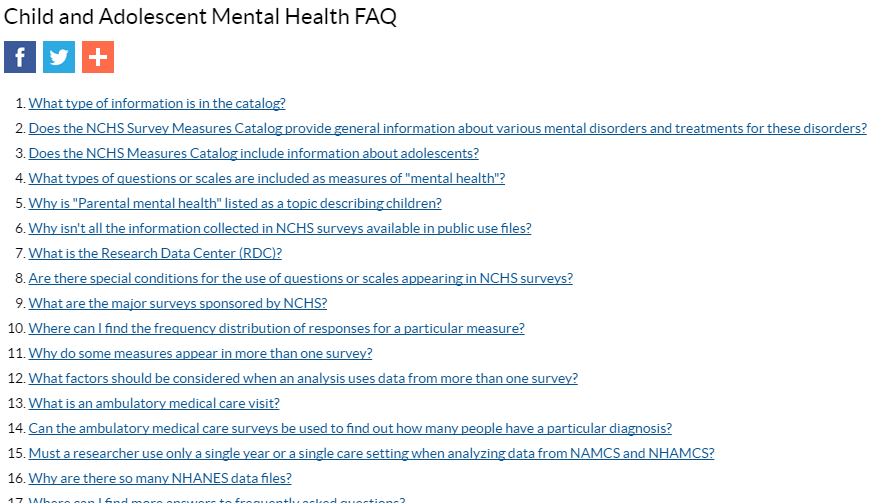 Child and Adolescent Mental Health FAQ
f
1. What type of information is in the catalog?
2. Does the NCHS Survey Measures Catalog provide general information about various mental disorders and treatments for these disorders?
3. Does the NCHS Measures Catalog include information about adolescents?
4. What types of questions or scales are included as measures of "mental health"?
5. Why is "Parental mental health" listed as a topic describing children?
6. Why isn't all the information collected in NCHS surveys available in public use files?
7. What is the Research Data Center (RDC)?
8. Are there special conditions for the use of questions or scales appearing in NCHS surveys?
9. What are the major surveys sponsored by NCHS?
10. Where can I find the frequency distribution of responses for a particular measure?
11. Why do some measures appear in more than one survey?
12. What factors should be considered when an analysis uses data from more than one survey?
13. What is an ambulatory medical care visit?
14. Can the ambulatory medical care surveys be used to find out how many people have a particular diagnosis?
15. Must a researcher use only a single year or a single care setting when analyzing data from NAMCS and NHAMCS?
16. Why are there so many NHANES data files?
17. Where can I find more answers to frequently asked questions?